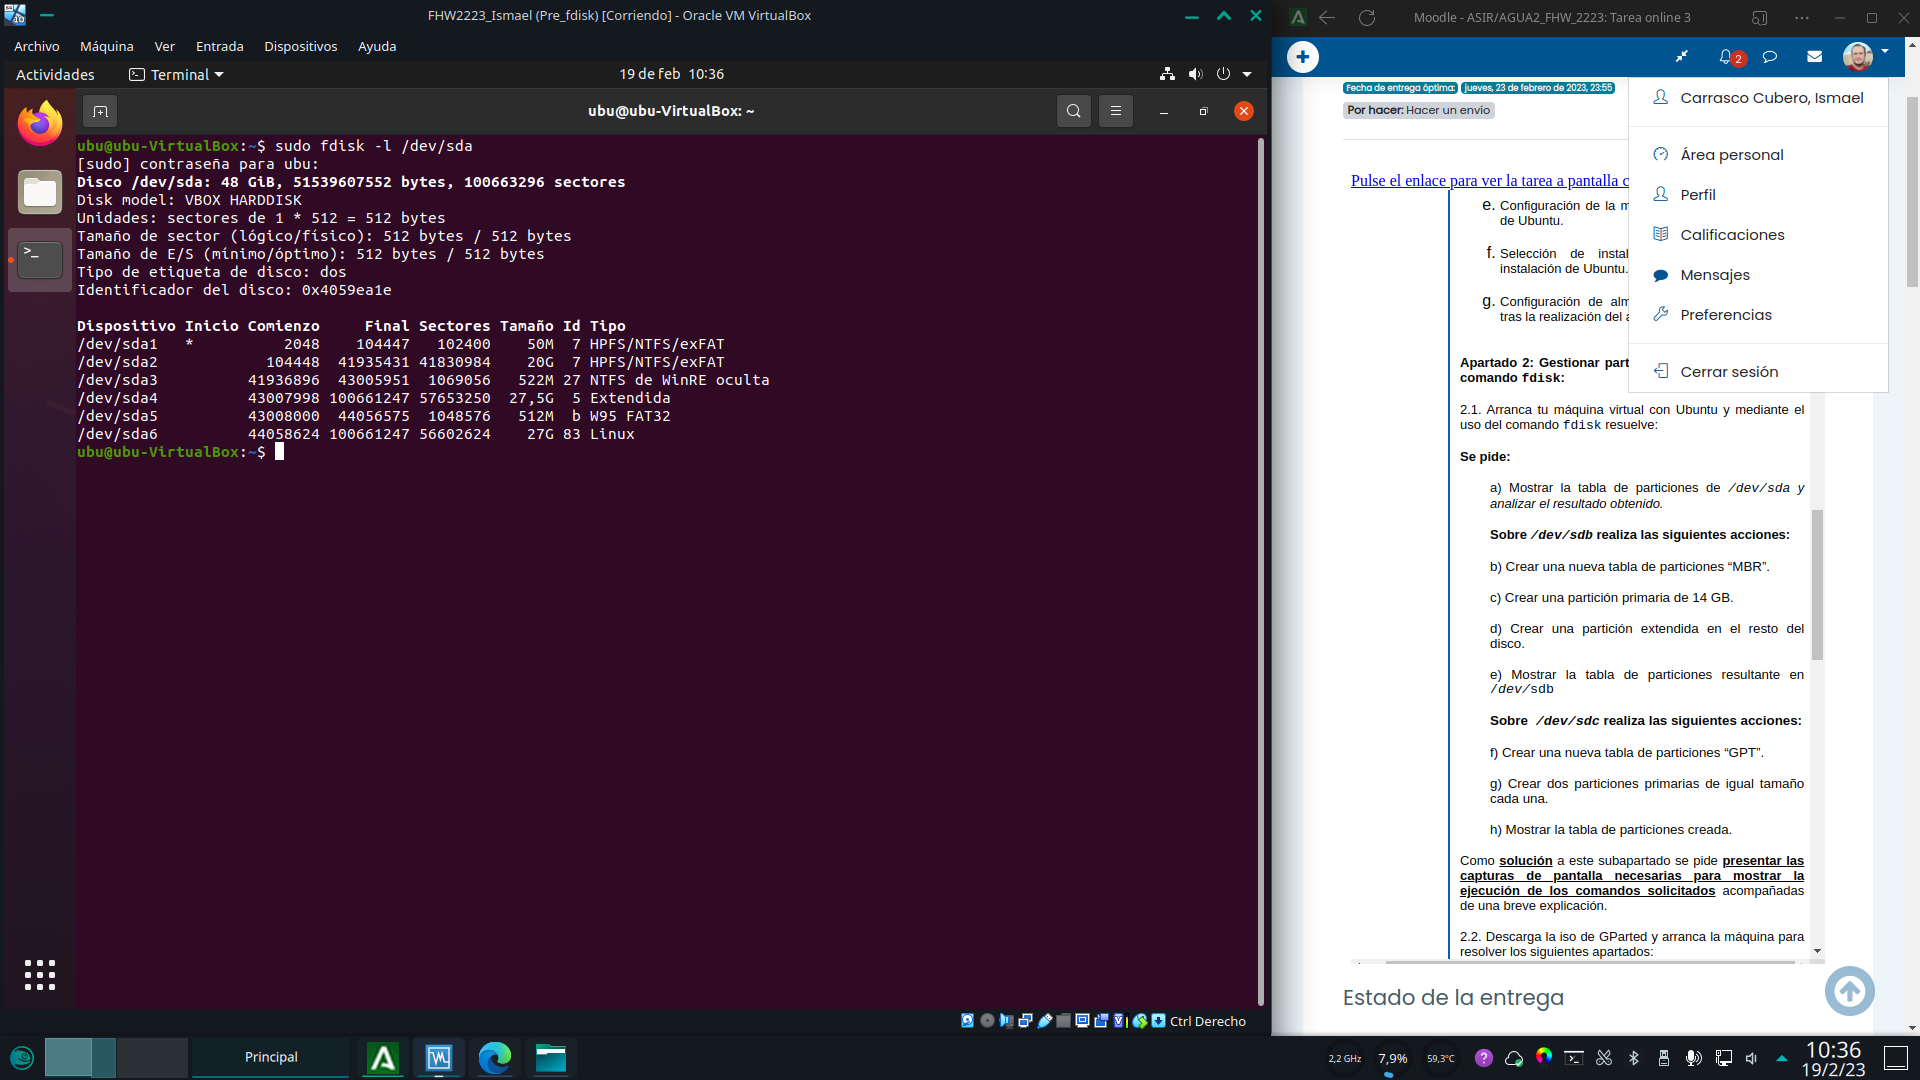 FHW2223_Ismael (Pre_fdisk) [Corriendo] - Oracle VM VirtualBox
Archivo Máquina Ver Entrada Dispositivos Ayuda
Actividades Terminal 19 de feb 10:36
ubu@ubu-VirtualBox: ~
ubu@ubu-VirtualBox:~$ sudo fdisk -l /dev/sda
[sudo] contraseña para ubu:
Disco /dev/sda: 48 GiB, 51539607552 bytes, 100663296 sectores
Disk model: VBOX HARDDISK
Unidades: sectores de 1 * 512 = 512 bytes
Tamaño de sector (lógico/físico): 512 bytes / 512 bytes
Tamaño de E/S (mínimo/óptimo): 512 bytes / 512 bytes
Tipo de etiqueta de disco: dos
Identificador del disco: 0x4059ea1e
Dispositivo Inicio Comienzo     Final Sectores Tamaño Id Tipo
/dev/sda1   *          2048    104447   102400    50M  7 HPFS/NTFS/exFAT
/dev/sda2            104448  41935431 41830984    20G  7 HPFS/NTFS/exFAT
/dev/sda3          41936896  43005951  1069056   522M 27 NTFS de WinRE oculta
/dev/sda4          43007998 100661247 57653250  27,5G  5 Extendida
/dev/sda5          43008000  44056575  1048576   512M  b W95 FAT32
/dev/sda6          44058624 100661247 56602624    27G 83 Linux
ubu@ubu-VirtualBox:~$
Ctrl Derecho
Moodle - ASIR/AGUA2_FHW_2223: Tarea online 3
2
Fecha de entrega óptima: jueves, 23 de febrero de 2023, 23:55
Por hacer: Hacer un envío
Carrasco Cubero, Ismael
Área personal
Perfil
Calificaciones
Mensajes
Preferencias
Cerrar sesión
Pulse el enlace para ver la tarea a pantalla c
e. Configuración de la m
de Ubuntu.
f. Selección de instal
instalación de Ubuntu.
g. Configuración de alm
tras la realización del a
Apartado 2: Gestionar part
comando fdisk:
2.1. Arranca tu máquina virtual con Ubuntu y mediante el
uso del comando fdisk resuelve:
Se pide:
a) Mostrar la tabla de particiones de /dev/sda y
analizar el resultado obtenido.
Sobre /dev/sdb realiza las siguientes acciones:
b) Crear una nueva tabla de particiones “MBR”.
c) Crear una partición primaria de 14 GB.
d) Crear una partición extendida en el resto del
disco.
e) Mostrar la tabla de particiones resultante en
/dev/sdb
Sobre /dev/sdc realiza las siguientes acciones:
f) Crear una nueva tabla de particiones “GPT”.
g) Crear dos particiones primarias de igual tamaño
cada una.
h) Mostrar la tabla de particiones creada.
Como solución a este subapartado se pide presentar las
capturas de pantalla necesarias para mostrar la
ejecución de los comandos solicitados acompañadas
de una breve explicación.
2.2. Descarga la iso de GParted y arranca la máquina para
resolver los siguientes apartados:
Estado de la entrega
Principal
2,2 GHz 7,9% 59,3°C
10:36
19/2/23